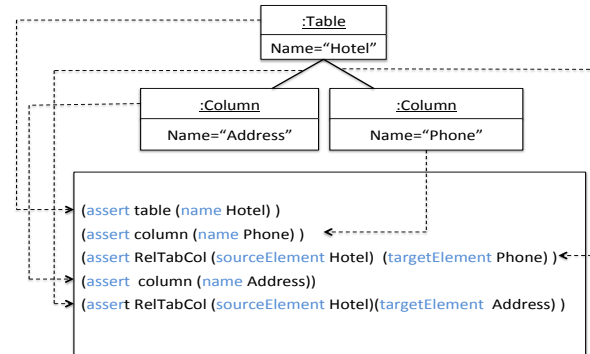 :Table
Name=“Hotel”
:Column
:Column
Name=“Address”
Name=“Phone”
(assert table (name Hotel) )
(assert column (name Phone) )
(assert RelTabCol (sourceElement Hotel) (targetElement Phone) )
(assert column (name Address))
(assert RelTabCol (sourceElement Hotel)(targetElement Address) )